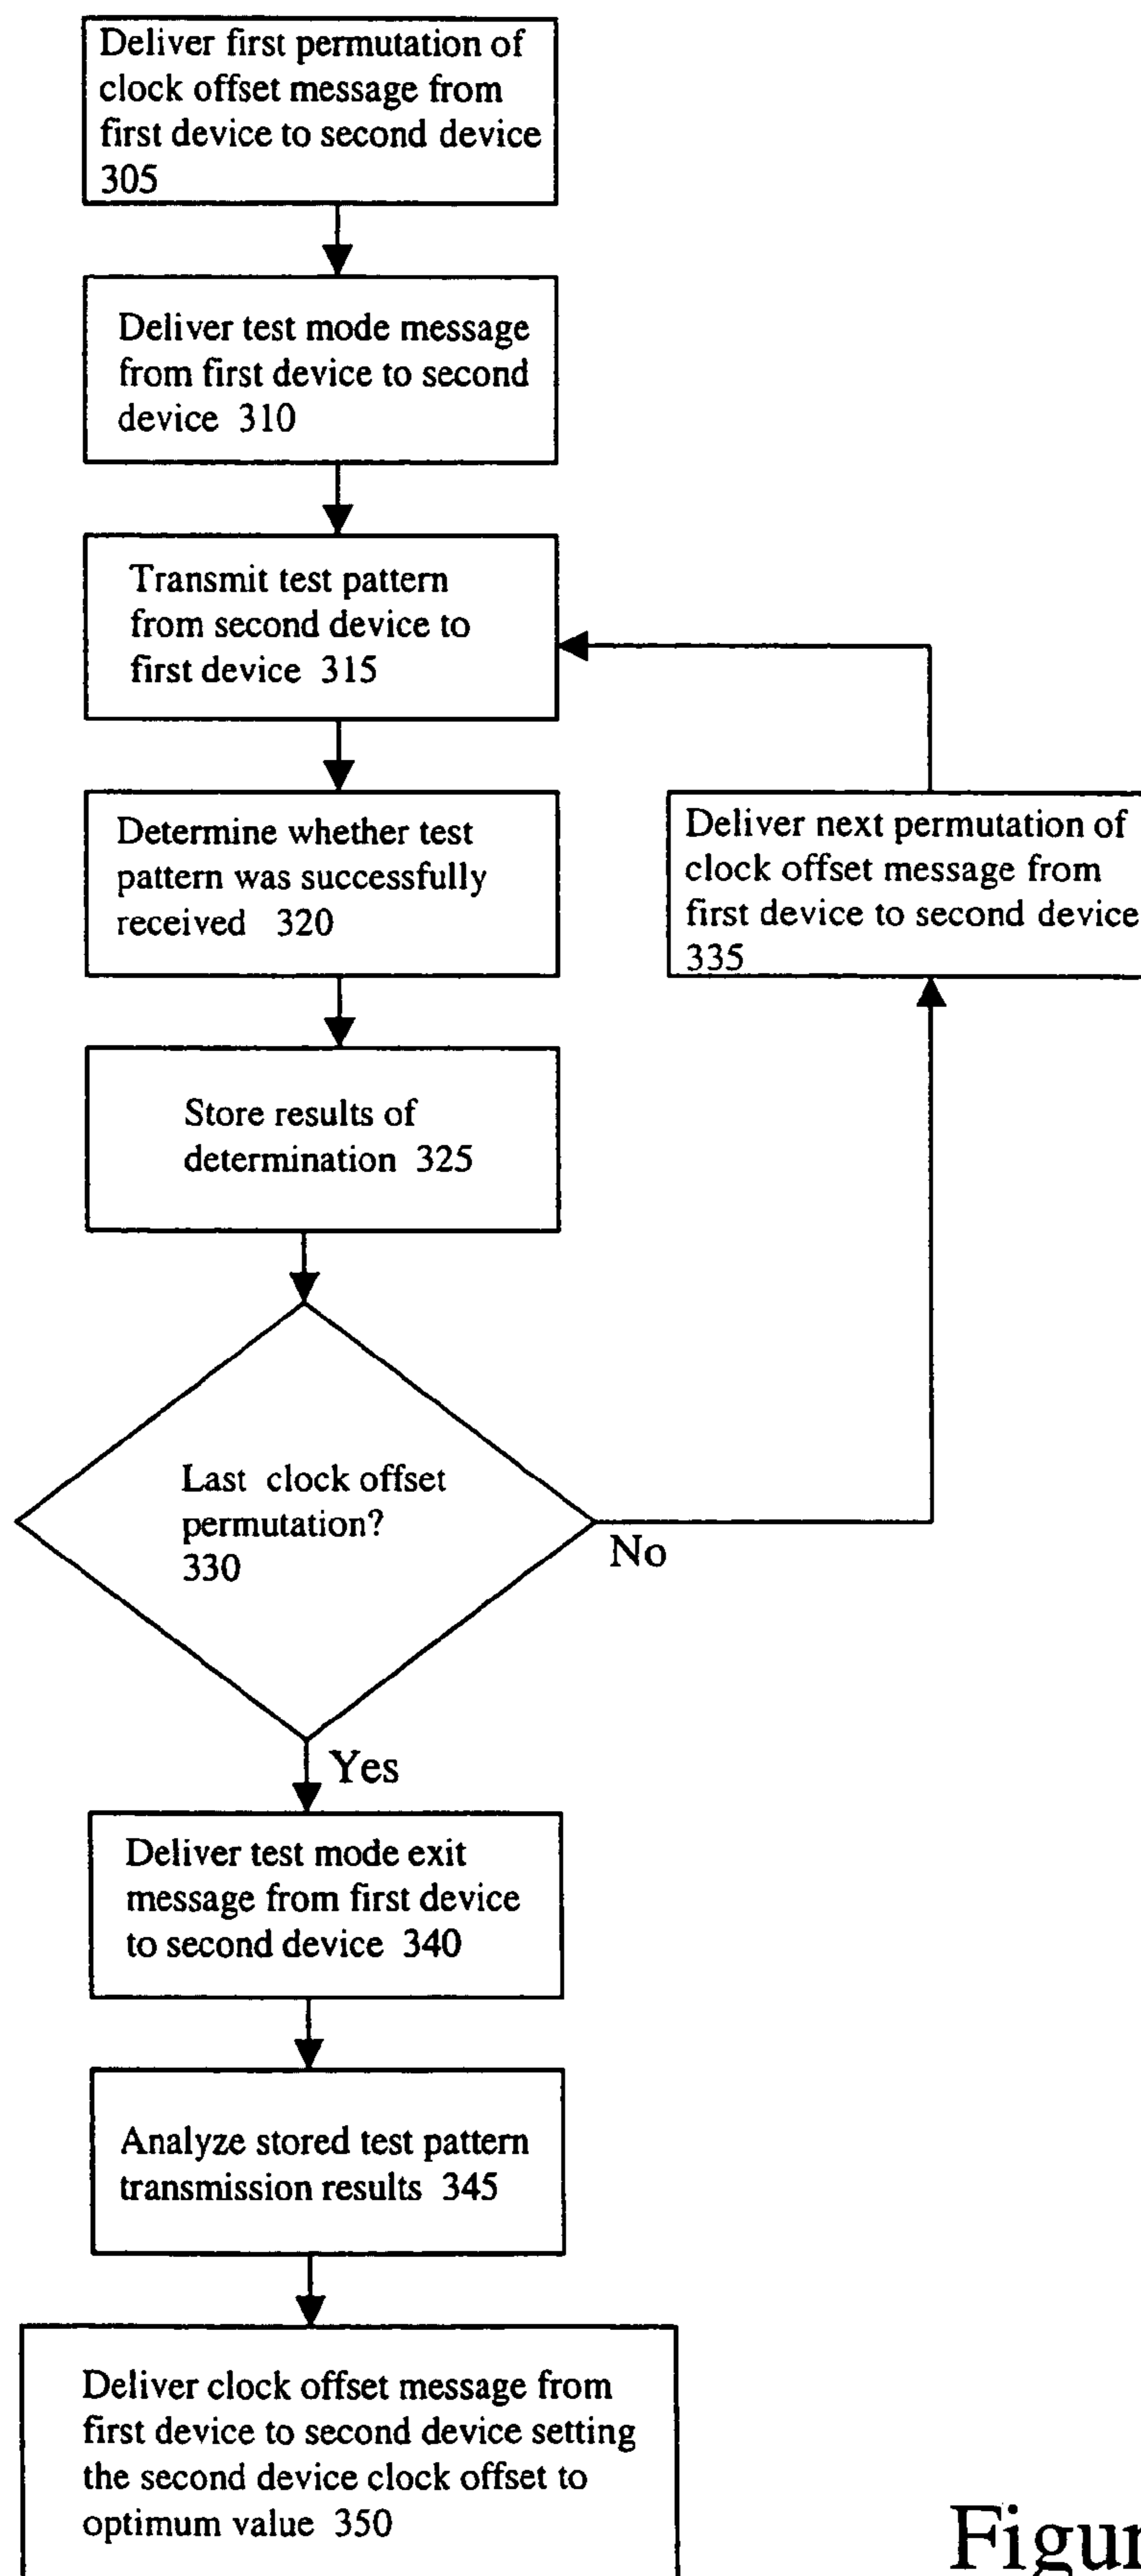 Deliver first permutation of
clock offset message from
first device to second device
305
Deliver test mode message
from first device to second
device 310
Transmit test pattern
from second device to
first device 315
Determine whether test
pattern was successfully
received 320
Deliver next permutation of
clock offset message from
first device to second device
335
Store results of
determination 325
Last clock offset
permutation?
330
No
Yes
Deliver test mode exit
message from first device
to second device 340
Analyze stored test pattern
transmission results 345
Deliver clock offset message from
first device to second device setting
the second device clock offset to
optimum value 350